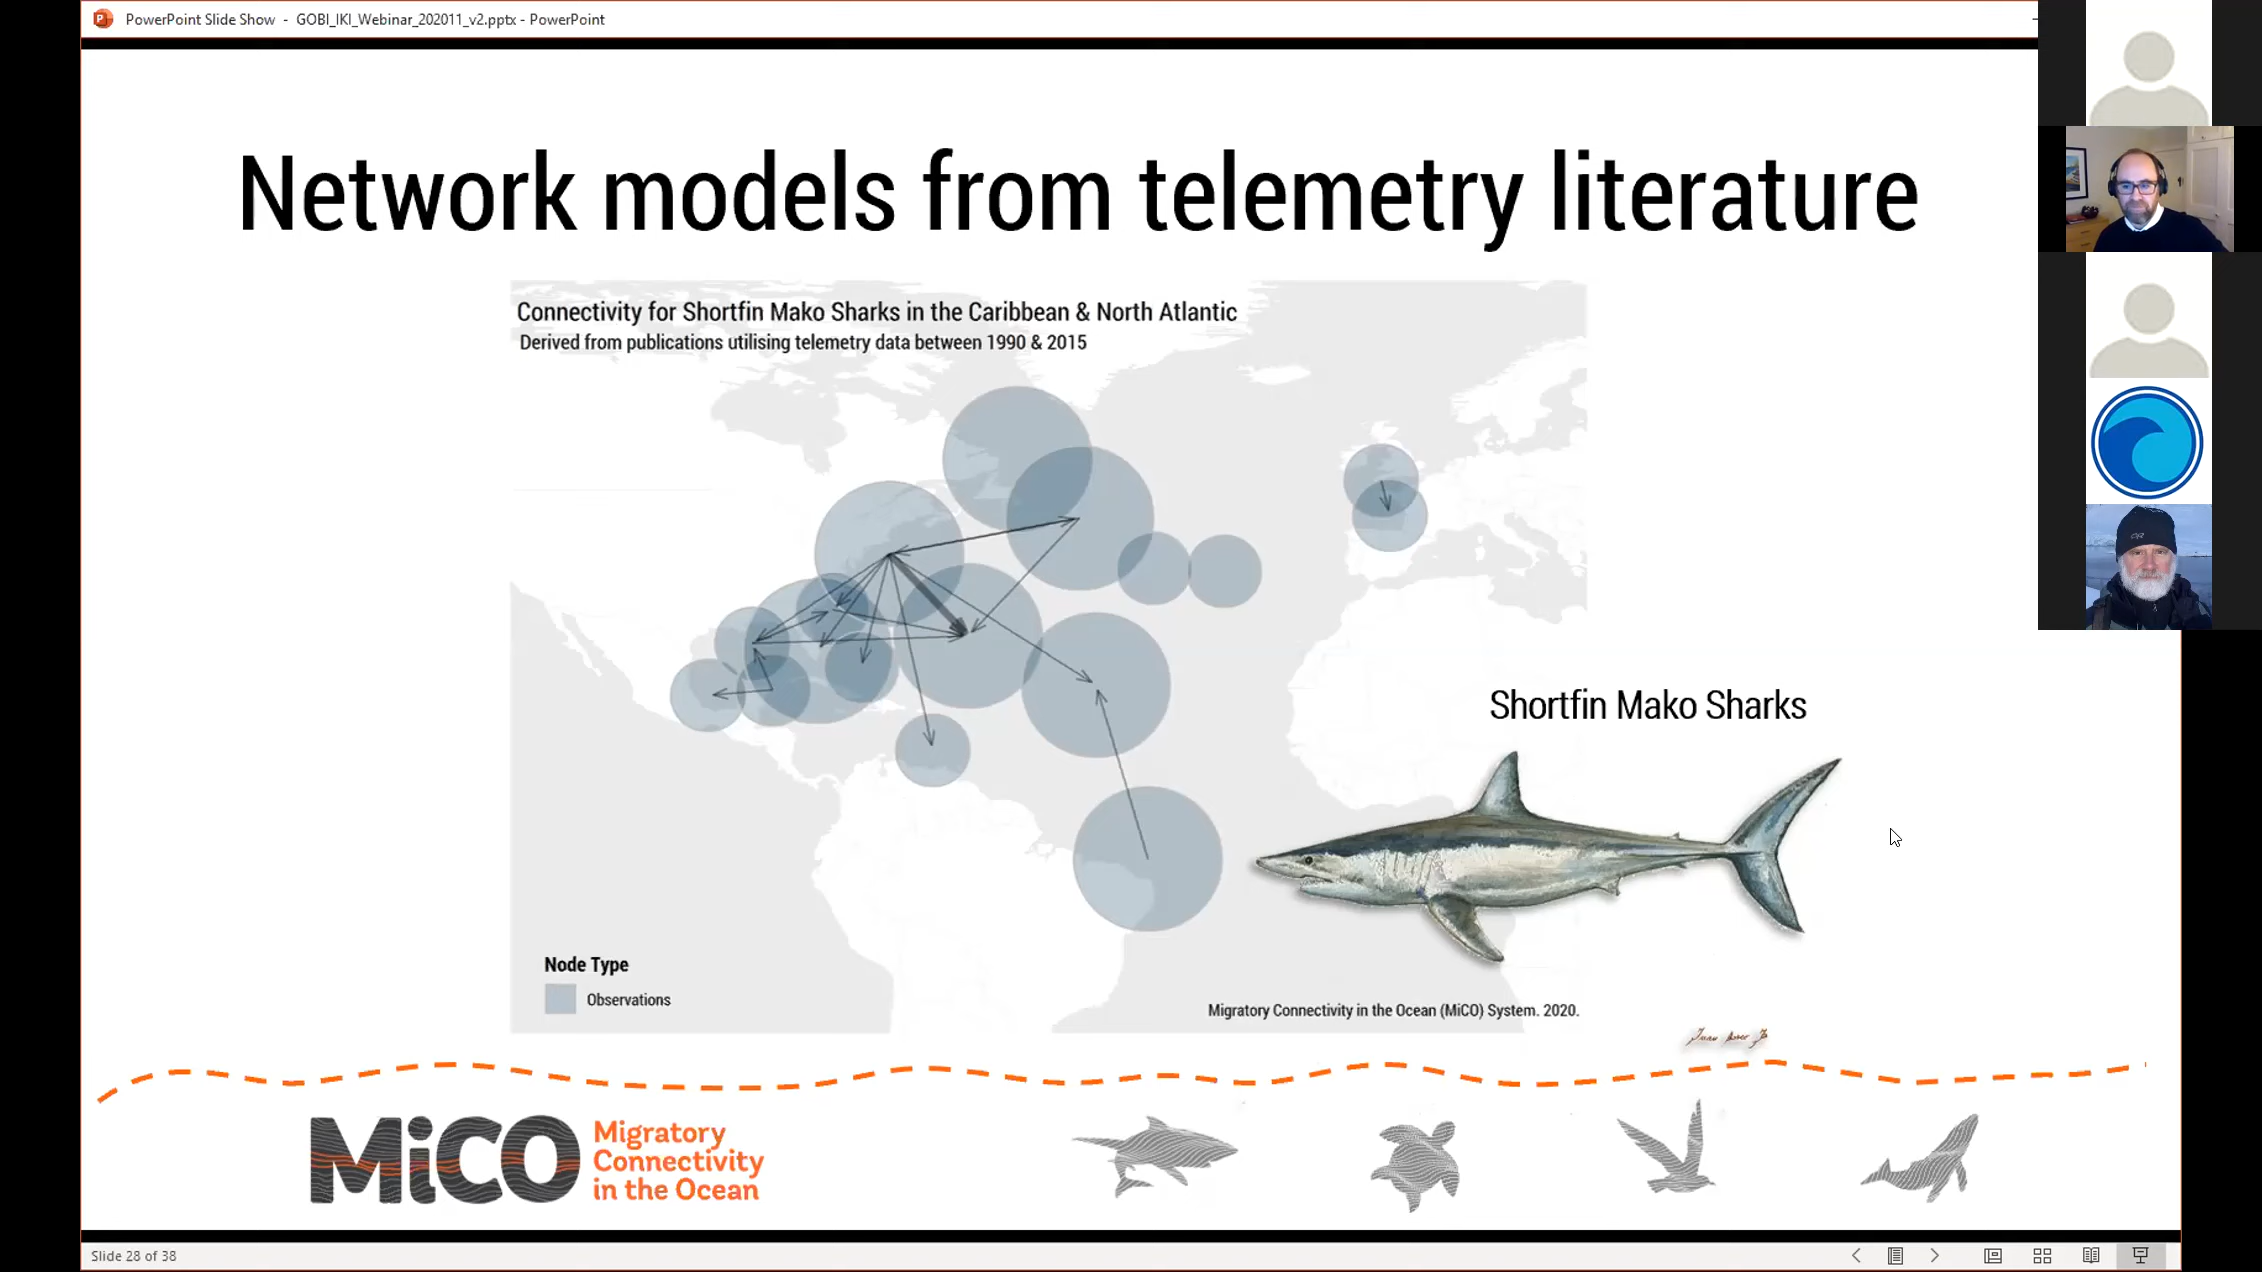 PowerPoint Slide Show - GOBI_IKI_Webinar_202011_v2.pptx - PowerPoint
Network models from telemetry literature
Connectivity for Shortfin Mako Sharks in the Caribbean & North Atlantic
Derived from publications utilising telemetry data between 1990 & 2015
Shortfin Mako Sharks
Node Type
Observations
Migratory Connectivity in the Ocean (MiCO) System. 2020.
MiCO
Migratory
Connectivity
in the Ocean
Slide 28 of 38